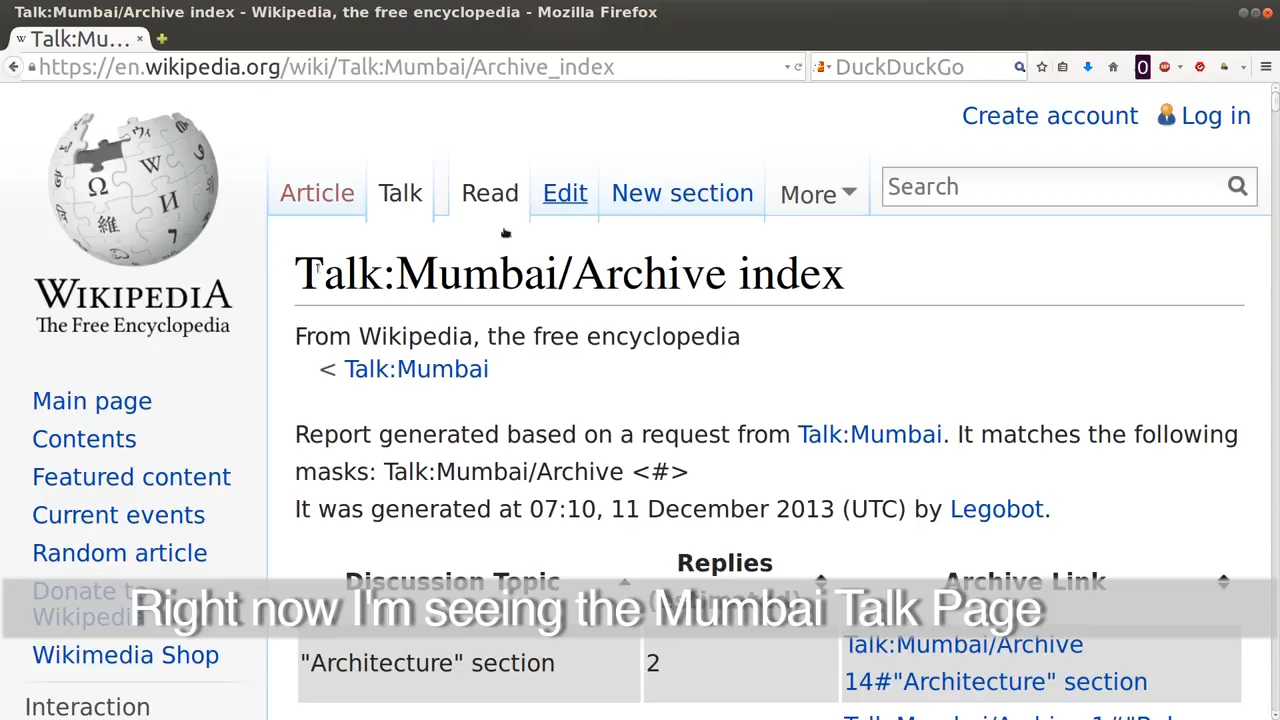 Talk:Mumbai/Archive index - Wikipedia, the free encyclopedia - Mozilla Firefox
Talk:Mu...
https://en.wikipedia.org/wiki/Talk:Mumbai/Archive_index
DuckDuckGo
Create account Log in
Article Talk Read Edit New section More Search
Talk:Mumbai/Archive index
WIKIPEDIA
The Free Encyclopedia
From Wikipedia, the free encyclopedia
< Talk:Mumbai
Main page
Contents
Featured content
Current events
Random article
Donate to
Wikipedia
Wikimedia Shop
Interaction
Report generated based on a request from Talk:Mumbai. It matches the following
masks: Talk:Mumbai/Archive <#>
It was generated at 07:10, 11 December 2013 (UTC) by Legobot.
Discussion Topic
Replies
(estimated)
Archive Link
Right now I'm seeing the Mumbai Talk Page
"Architecture" section
2
Talk:Mumbai/Archive
14#"Architecture" section